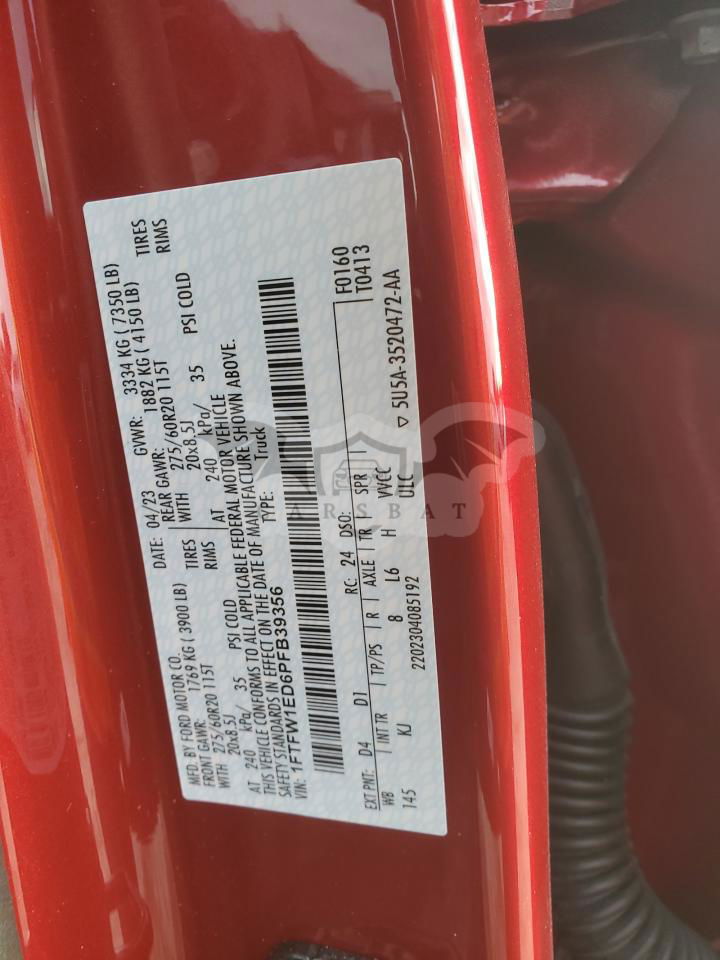 MFD. BY FORD MOTOR CO.
DATE: 04/23 GVWR: 3334 KG ( 7350 LB)
FRONT GAWR: 1769 KG ( 3900 LB) REAR GAWR: 1882 KG ( 4150 LB)
WITH 275/60R20 115T TIRES WITH 275/60R20 115T TIRES
20x8.5J RIMS 20x8.5J RIMS
AT 240 kPa/ 35 PSI COLD AT 240 kPa/ 35 PSI COLD
THIS VEHICLE CONFORMS TO ALL APPLICABLE FEDERAL MOTOR VEHICLE
SAFETY STANDARDS IN EFFECT ON THE DATE OF MANUFACTURE SHOWN ABOVE.
VIN: 1FTFW1ED6PFB39356 TYPE: Truck
F0160
T0413
EXT PNT: D4 D1 RC: 24 DSO:
WB INT TR TP/PS R AXLE TR SPR
145 KJ 8 L6 H VVCC
ULC
2202304085192 ▽ 5U5A-3520472-AA
ARSBAT